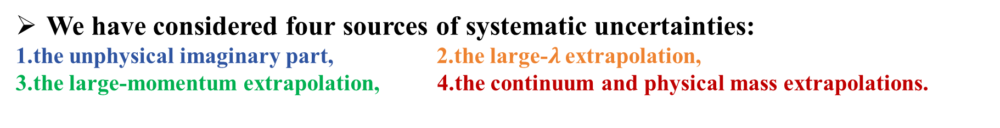 ➢ We have considered four sources of systematic uncertainties:
1.the unphysical imaginary part, 2.the large-λ extrapolation,
3.the large-momentum extrapolation, 4.the continuum and physical mass extrapolations.